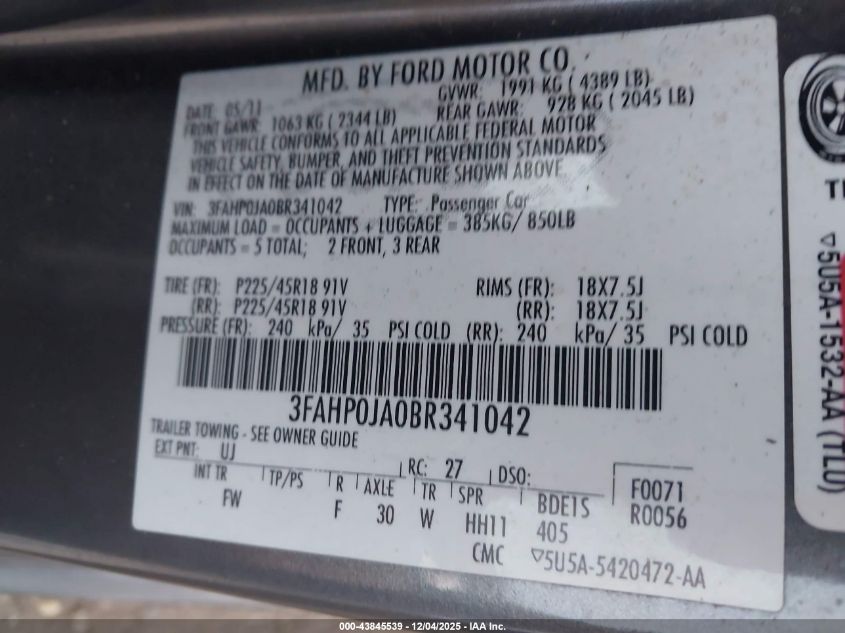 MFD. BY FORD MOTOR CO.
DATE: 05/11 GVWR: 1991 KG ( 4389 LB)
FRONT GAWR: 1063 KG ( 2344 LB) REAR GAWR: 928 KG ( 2045 LB)
THIS VEHICLE CONFORMS TO ALL APPLICABLE FEDERAL MOTOR
VEHICLE SAFETY, BUMPER, AND THEFT PREVENTION STANDARDS
IN EFFECT ON THE DATE OF MANUFACTURE SHOWN ABOVE.
VIN: 3FAHP0JA0BR341042 TYPE: Passenger Car
MAXIMUM LOAD = OCCUPANTS + LUGGAGE = 385KG/ 850LB
OCCUPANTS = 5 TOTAL; 2 FRONT, 3 REAR
TIRE (FR): P225/45R18 91V RIMS (FR): 18X7.5J
(RR): P225/45R18 91V (RR): 18X7.5J
PRESSURE (FR): 240 kPa/ 35 PSI COLD (RR): 240 kPa/ 35 PSI COLD
3FAHP0JA0BR341042
TRAILER TOWING - SEE OWNER GUIDE
EXT PNT: UJ RC: 27 DSO:
INT TR TP/PS R AXLE TR SPR BDE1S F0071
FW F 30 W HH11 405 R0056
CMC ▽5U5A-5420472-AA
▽5U5A-1532-AA (TLU)
000-43845539 - 12/04/2025 - IAA Inc.